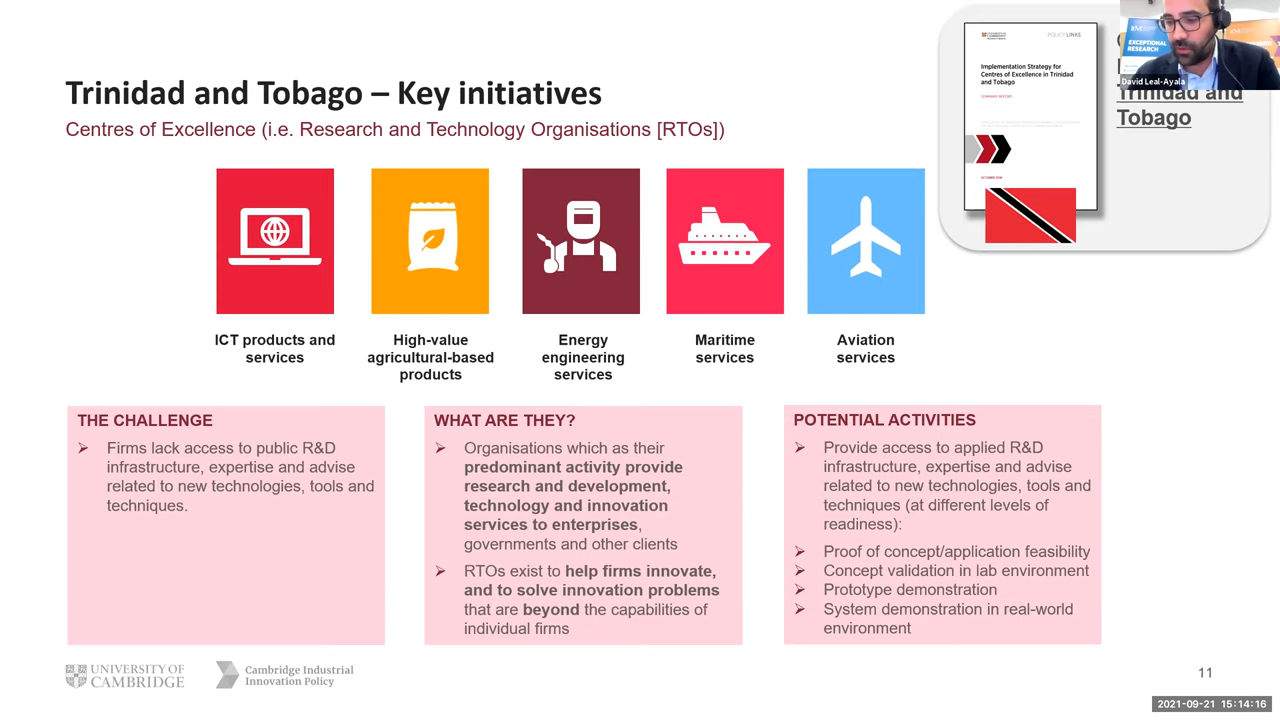 Trinidad and Tobago – Key initiatives
Centres of Excellence (i.e. Research and Technology Organisations [RTOs])
UNIVERSITY OF
CAMBRIDGE
POLICY LINKS
Implementation Strategy for
Centres of Excellence in Trinidad
and Tobago
SUMMARY REPORT
OCTOBER
EXCEPTIONAL
RESEARCH
David Leal-Ayala
Trinidad and
Tobago
ICT products and
services
High-value
agricultural-based
products
Energy
engineering
services
Maritime
services
Aviation
services
THE CHALLENGE
Firms lack access to public R&D
infrastructure, expertise and advise
related to new technologies, tools and
techniques.
WHAT ARE THEY?
Organisations which as their
predominant activity provide
research and development,
technology and innovation
services to enterprises,
governments and other clients
RTOs exist to help firms innovate,
and to solve innovation problems
that are beyond the capabilities of
individual firms
POTENTIAL ACTIVITIES
Provide access to applied R&D
infrastructure, expertise and advise
related to new technologies, tools and
techniques (at different levels of
readiness):
Proof of concept/application feasibility
Concept validation in lab environment
Prototype demonstration
System demonstration in real-world
environment
UNIVERSITY OF
CAMBRIDGE
Cambridge Industrial
Innovation Policy
11
2021-09-21 15:14:16